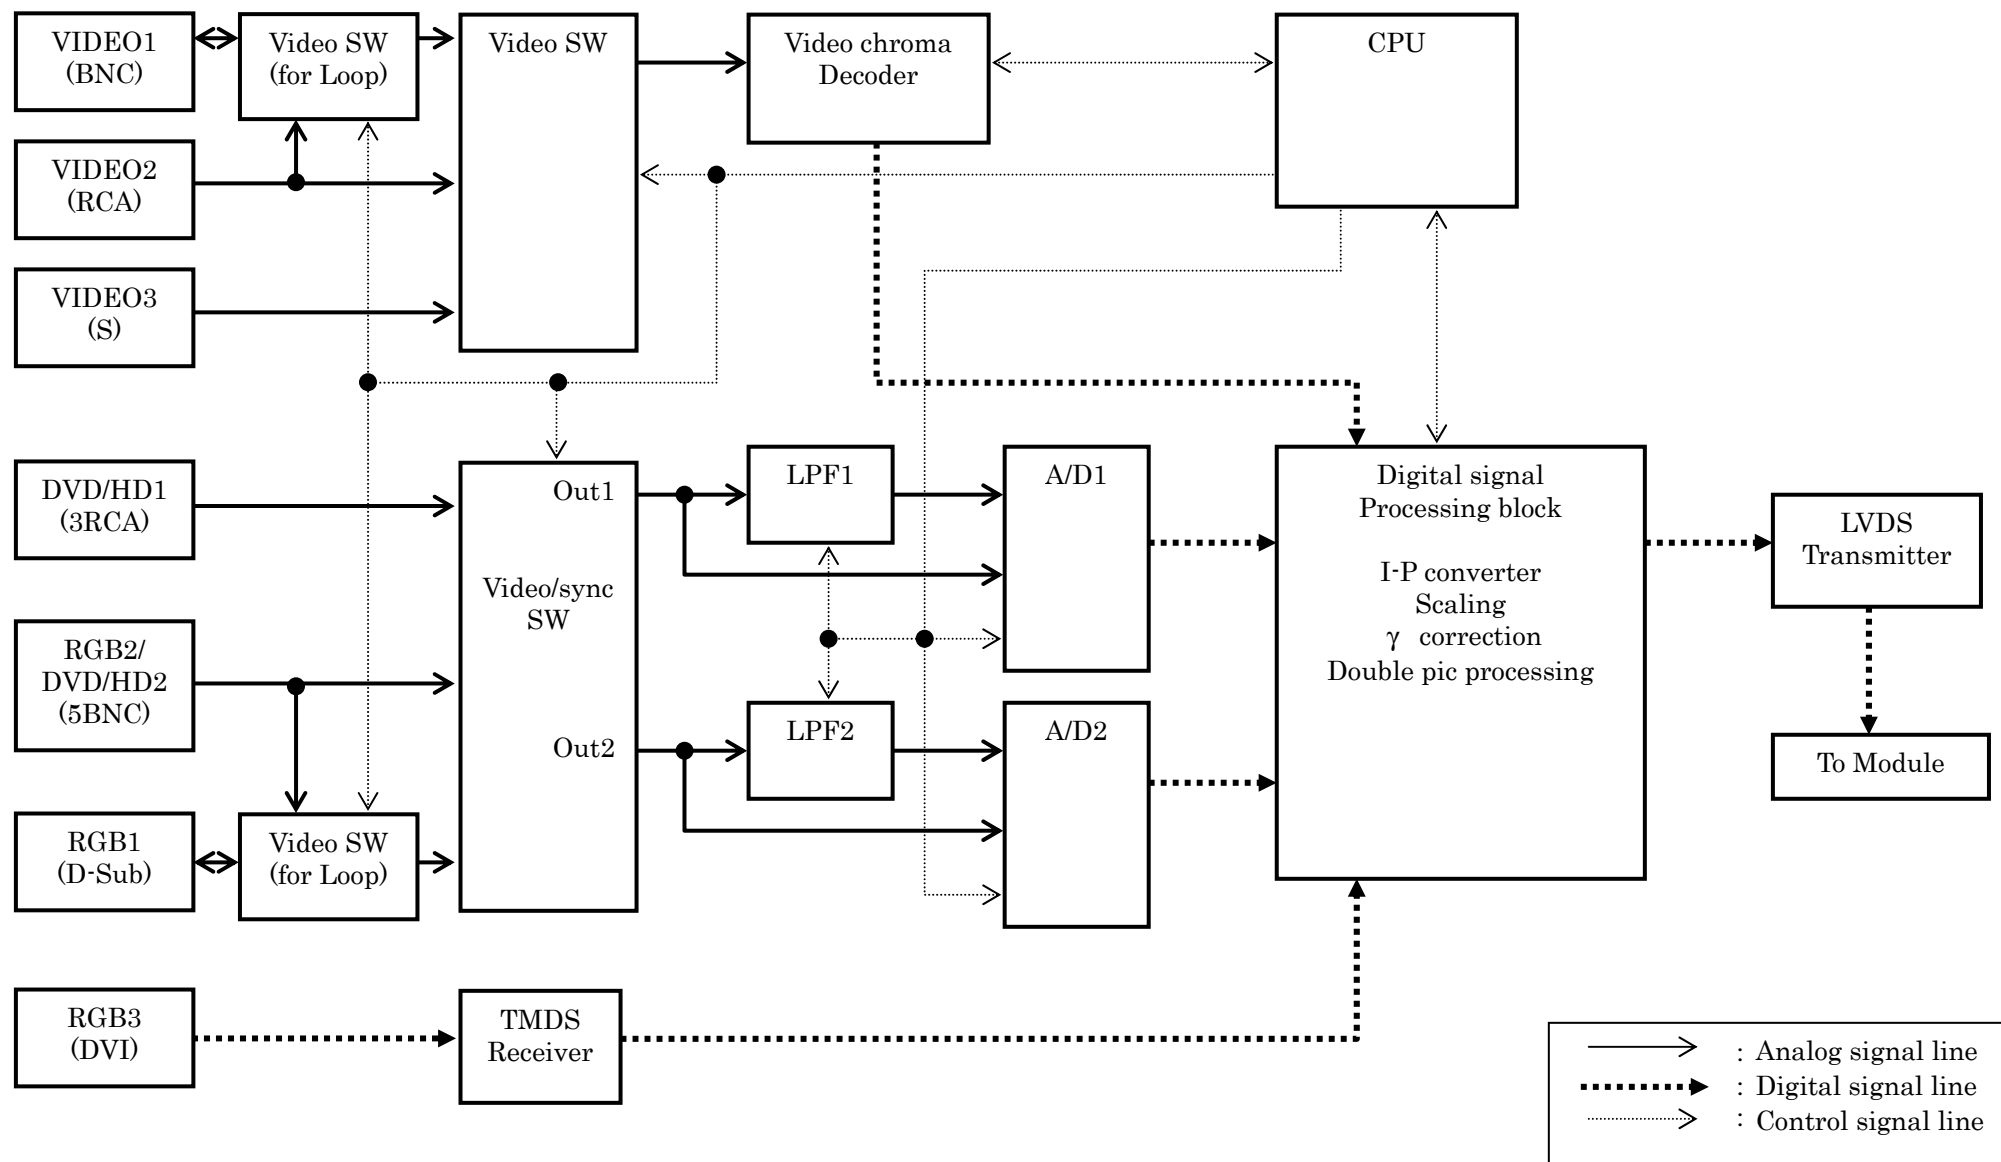 VIDEO1
(BNC)
Video SW
(for Loop)
Video SW
Video chroma
Decoder
CPU
VIDEO2
(RCA)
VIDEO3
(S)
DVD/HD1
(3RCA)
Out1
LPF1
A/D1
Digital signal
Processing block
I-P converter
Scaling
γ correction
Double pic processing
LVDS
Transmitter
Video/sync
SW
RGB2/
DVD/HD2
(5BNC)
Out2
LPF2
A/D2
To Module
RGB1
(D-Sub)
Video SW
(for Loop)
RGB3
(DVI)
TMDS
Receiver
: Analog signal line
: Digital signal line
: Control signal line